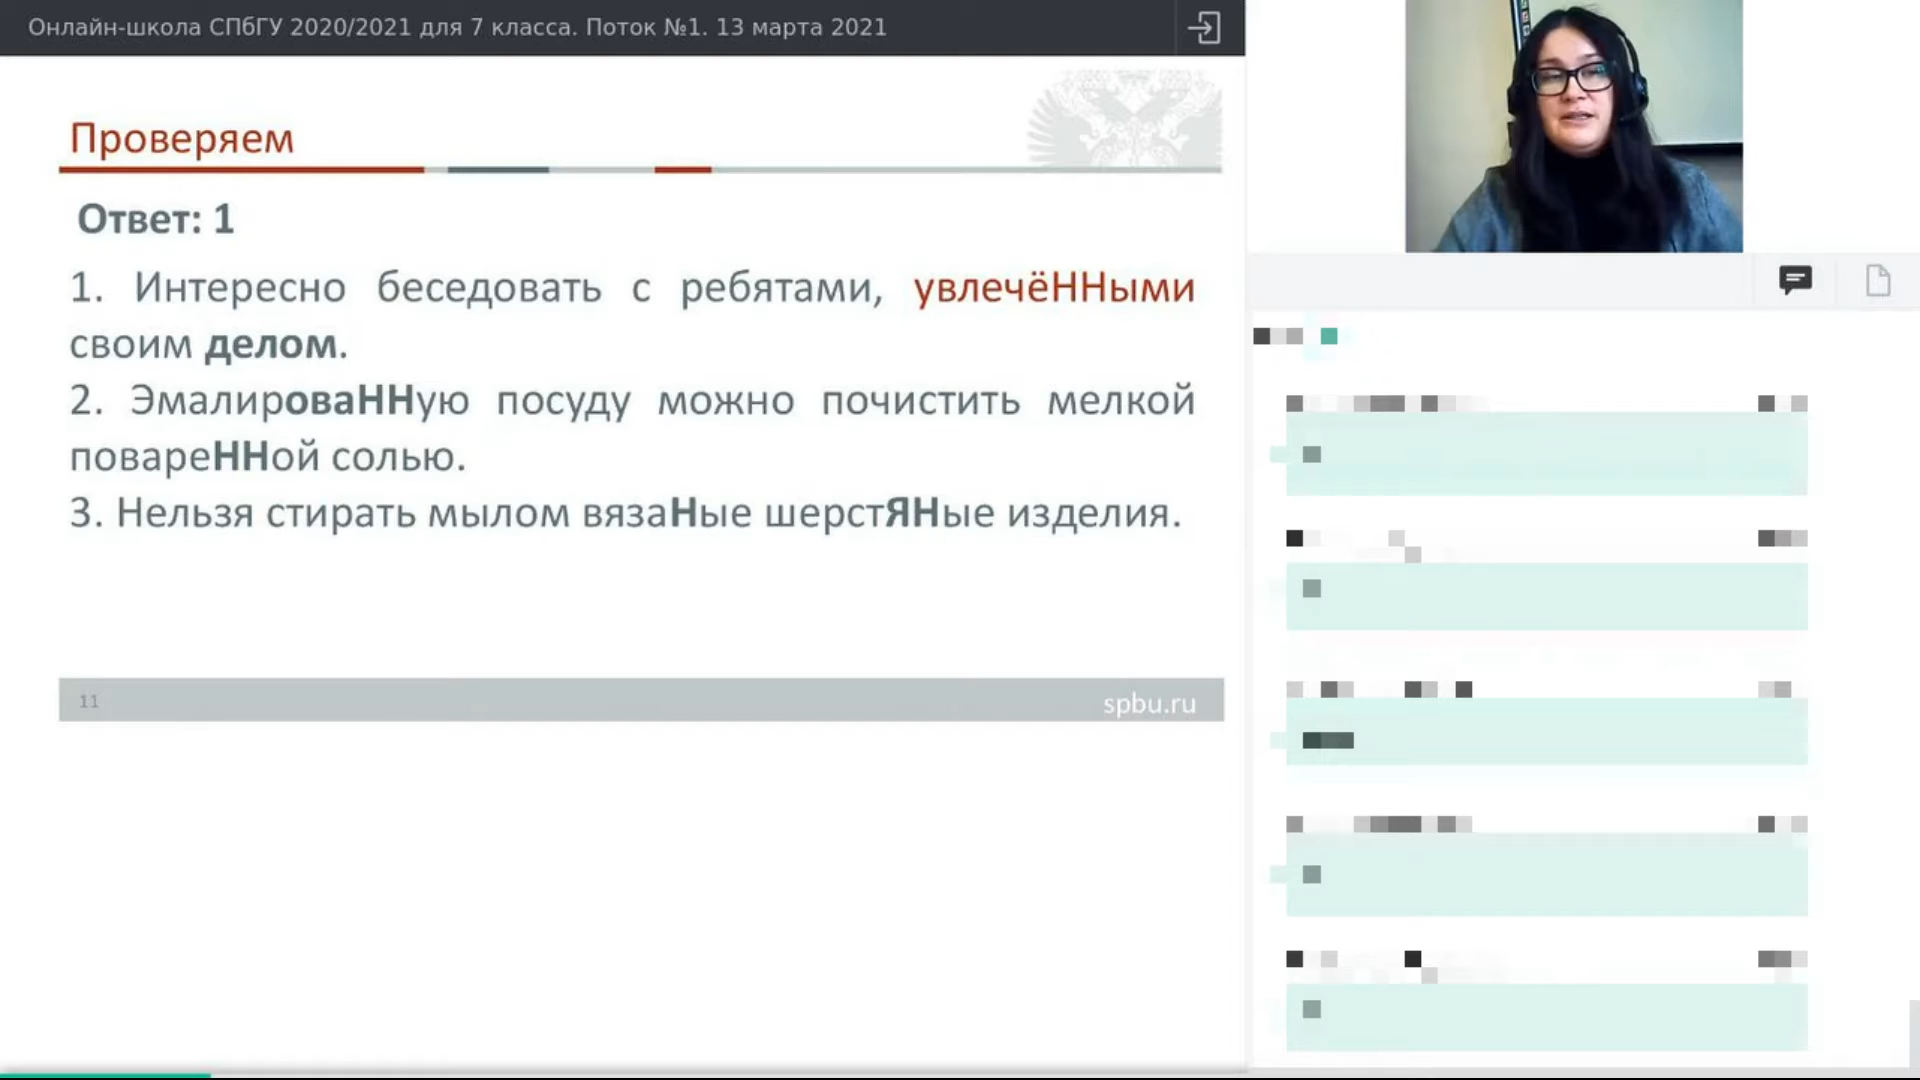 Онлайн-школа СПбГУ 2020/2021 для 7 класса. Поток №1. 13 марта 2021
Проверяем
Ответ: 1
1. Интересно беседовать с ребятами, увлечёННыми
своим делом.
2. ЭмалироваННую посуду можно почистить мелкой
повареННой солью.
3. Нельзя стирать мылом вязаНые шерстЯНые изделия.
11
spbu.ru